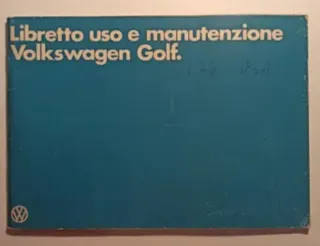 Libretto uso e manutenzione
Volkswagen Golf.